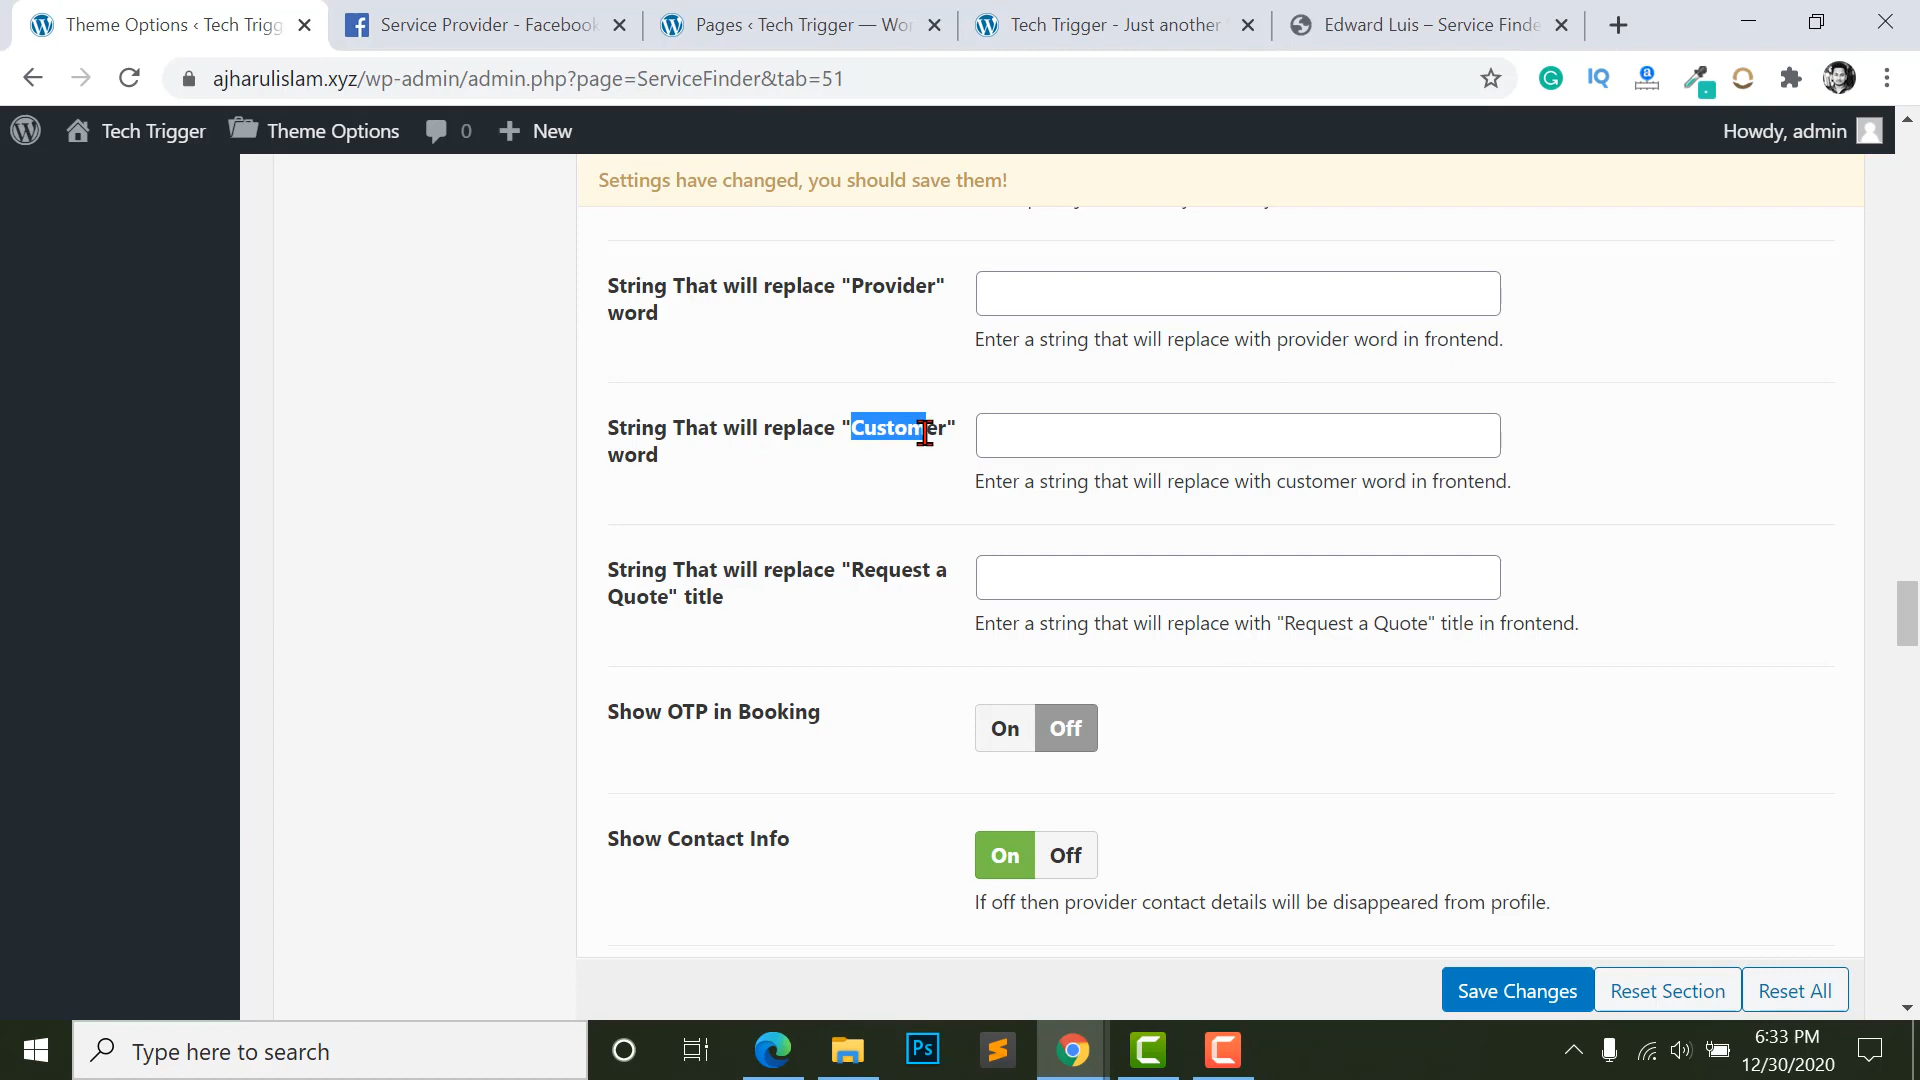 Theme Options ‹ Tech Trigg
Service Provider - Facebook
Pages ‹ Tech Trigger — Wor
Tech Trigger - Just another
Edward Luis – Service Finde
ajharulislam.xyz/wp-admin/admin.php?page=ServiceFinder&tab=51
Tech Trigger
Theme Options
0
New
Howdy, admin
Settings have changed, you should save them!
String That will replace "Provider"
word
Enter a string that will replace with provider word in frontend.
String That will replace "Customer"
word
Enter a string that will replace with customer word in frontend.
String That will replace "Request a
Quote" title
Enter a string that will replace with "Request a Quote" title in frontend.
Show OTP in Booking
On Off
Show Contact Info
On Off
If off then provider contact details will be disappeared from profile.
Save Changes
Reset Section
Reset All
Type here to search
Ps
6:33 PM
12/30/2020